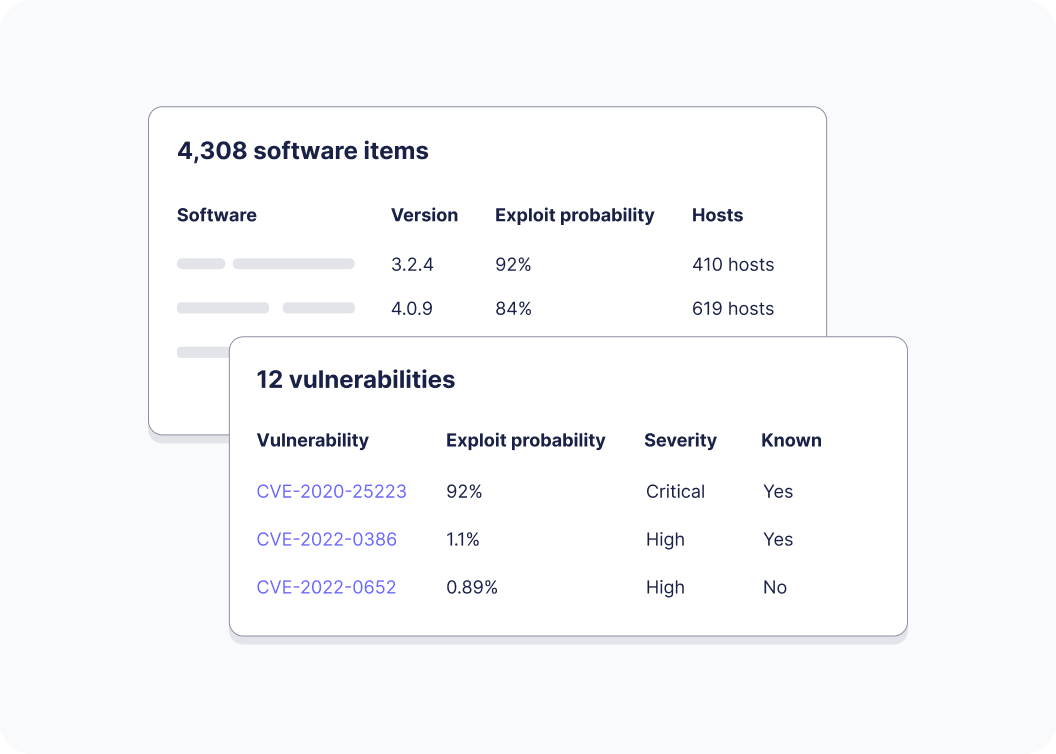 4,308 software items
Software Version Exploit probability Hosts
3.2.4 92% 410 hosts
4.0.9 84% 619 hosts
12 vulnerabilities
Vulnerability Exploit probability Severity Known
CVE-2020-25223 92% Critical Yes
CVE-2022-0386 1.1% High Yes
CVE-2022-0652 0.89% High No